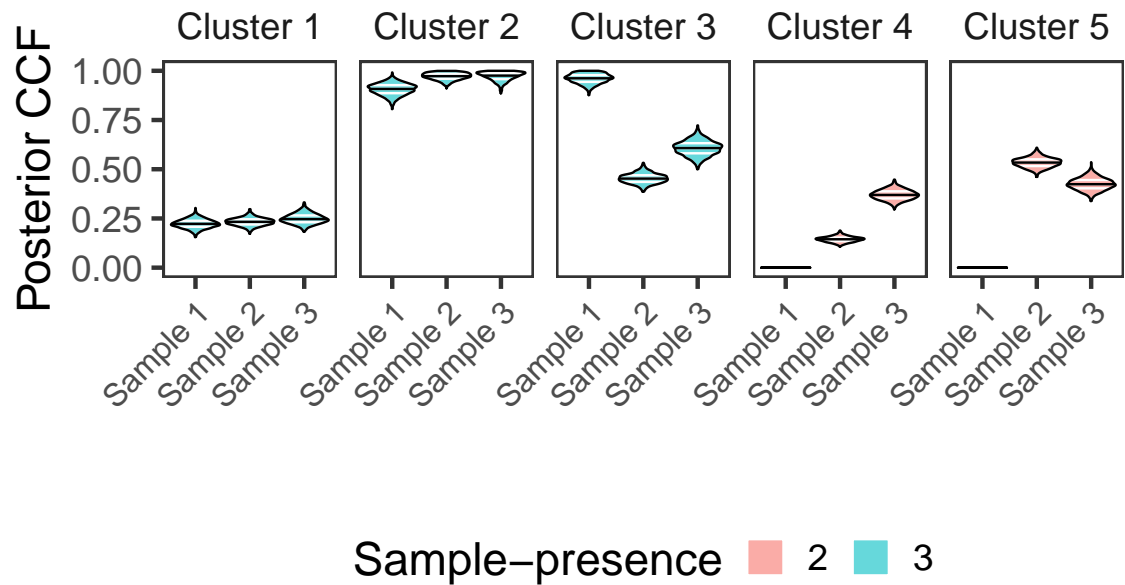 Cluster 1 Cluster 2 Cluster 3 Cluster 4 Cluster 5
Posterior CCF
1.00
0.75
0.50
0.25
0.00
Sample 1 Sample 2 Sample 3 Sample 1 Sample 2 Sample 3 Sample 1 Sample 2 Sample 3 Sample 1 Sample 2 Sample 3 Sample 1 Sample 2 Sample 3
Sample−presence 2 3